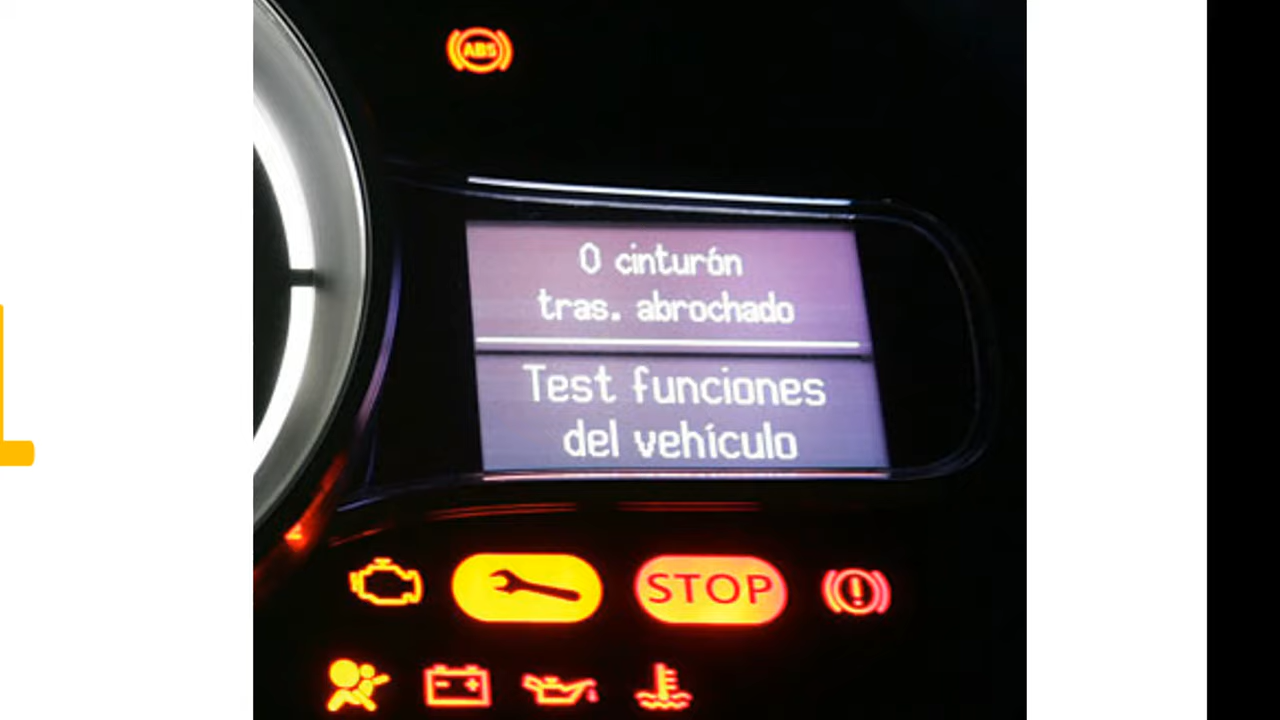 ABS
0 cinturón
tras. abrochado
Test funciones
del vehículo
STOP